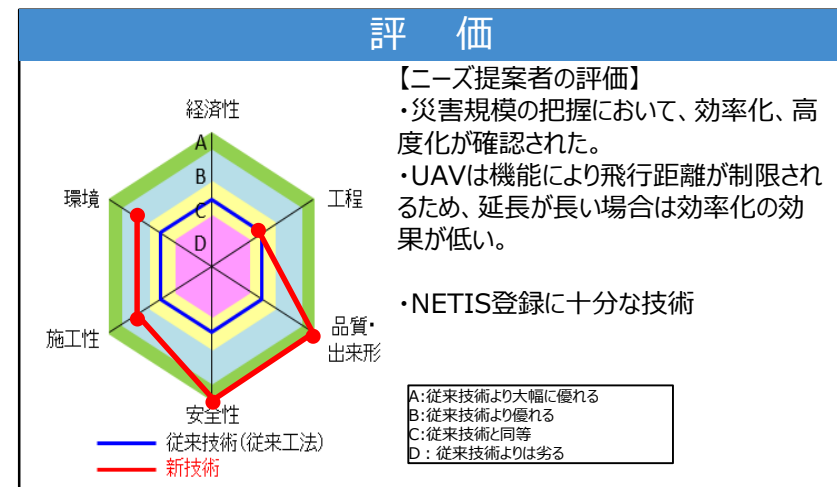 評 価
経済性
A
B
C
D
環境
工程
施工性
品質・
出来形
安全性
従来技術(従来工法)
新技術
【ニーズ提案者の評価】
・災害規模の把握において、効率化、高
度化が確認された。
・UAVは機能により飛行距離が制限され
るため、延長が長い場合は効率化の効
果が低い。
・NETIS登録に十分な技術
A:従来技術より大幅に優れる
B:従来技術より優れる
C:従来技術と同等
D：従来技術よりは劣る